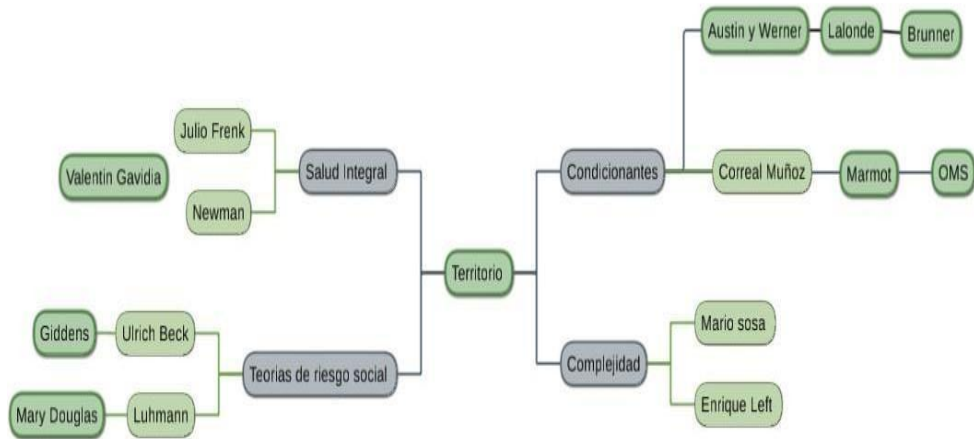 Austin y Werner
Lalonde
Brunner
Julio Frenk
Valentin Gavidia
Salud Integral
Newman
Condicionantes
Correal Muñoz
Marmot
OMS
Territorio
Giddens
Ulrich Beck
Teorias de riesgo social
Mary Douglas
Luhmann
Mario sosa
Complejidad
Enrique Left